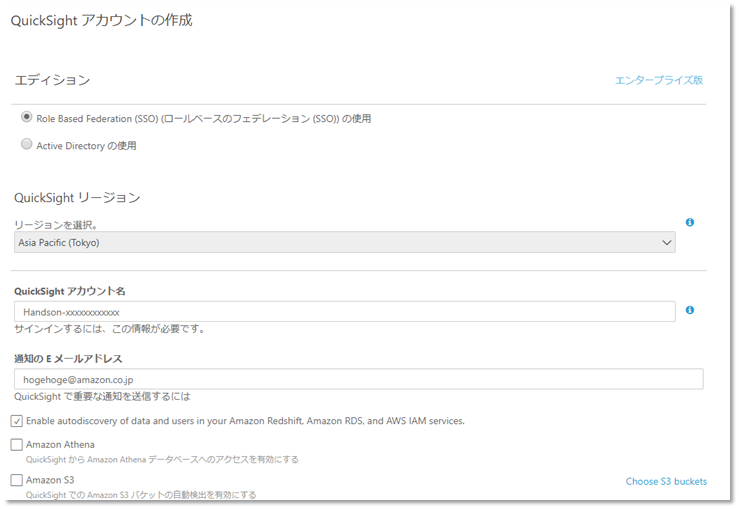 QuickSight アカウントの作成
エディション
エンタープライズ版
Role Based Federation (SSO) (ロールベースのフェデレーション (SSO)) の使用
Active Directory の使用
QuickSight リージョン
リージョンを選択。
Asia Pacific (Tokyo)
QuickSight アカウント名
Handson-xxxxxxxxxxxx
サインインするには、この情報が必要です。
通知の E メールアドレス
hogehoge@amazon.co.jp
QuickSight で重要な通知を送信するには
Enable autodiscovery of data and users in your Amazon Redshift, Amazon RDS, and AWS IAM services.
Amazon Athena
QuickSight から Amazon Athena データベースへのアクセスを有効にする
Amazon S3
Choose S3 buckets
QuickSight での Amazon S3 バケットの自動検出を有効にする